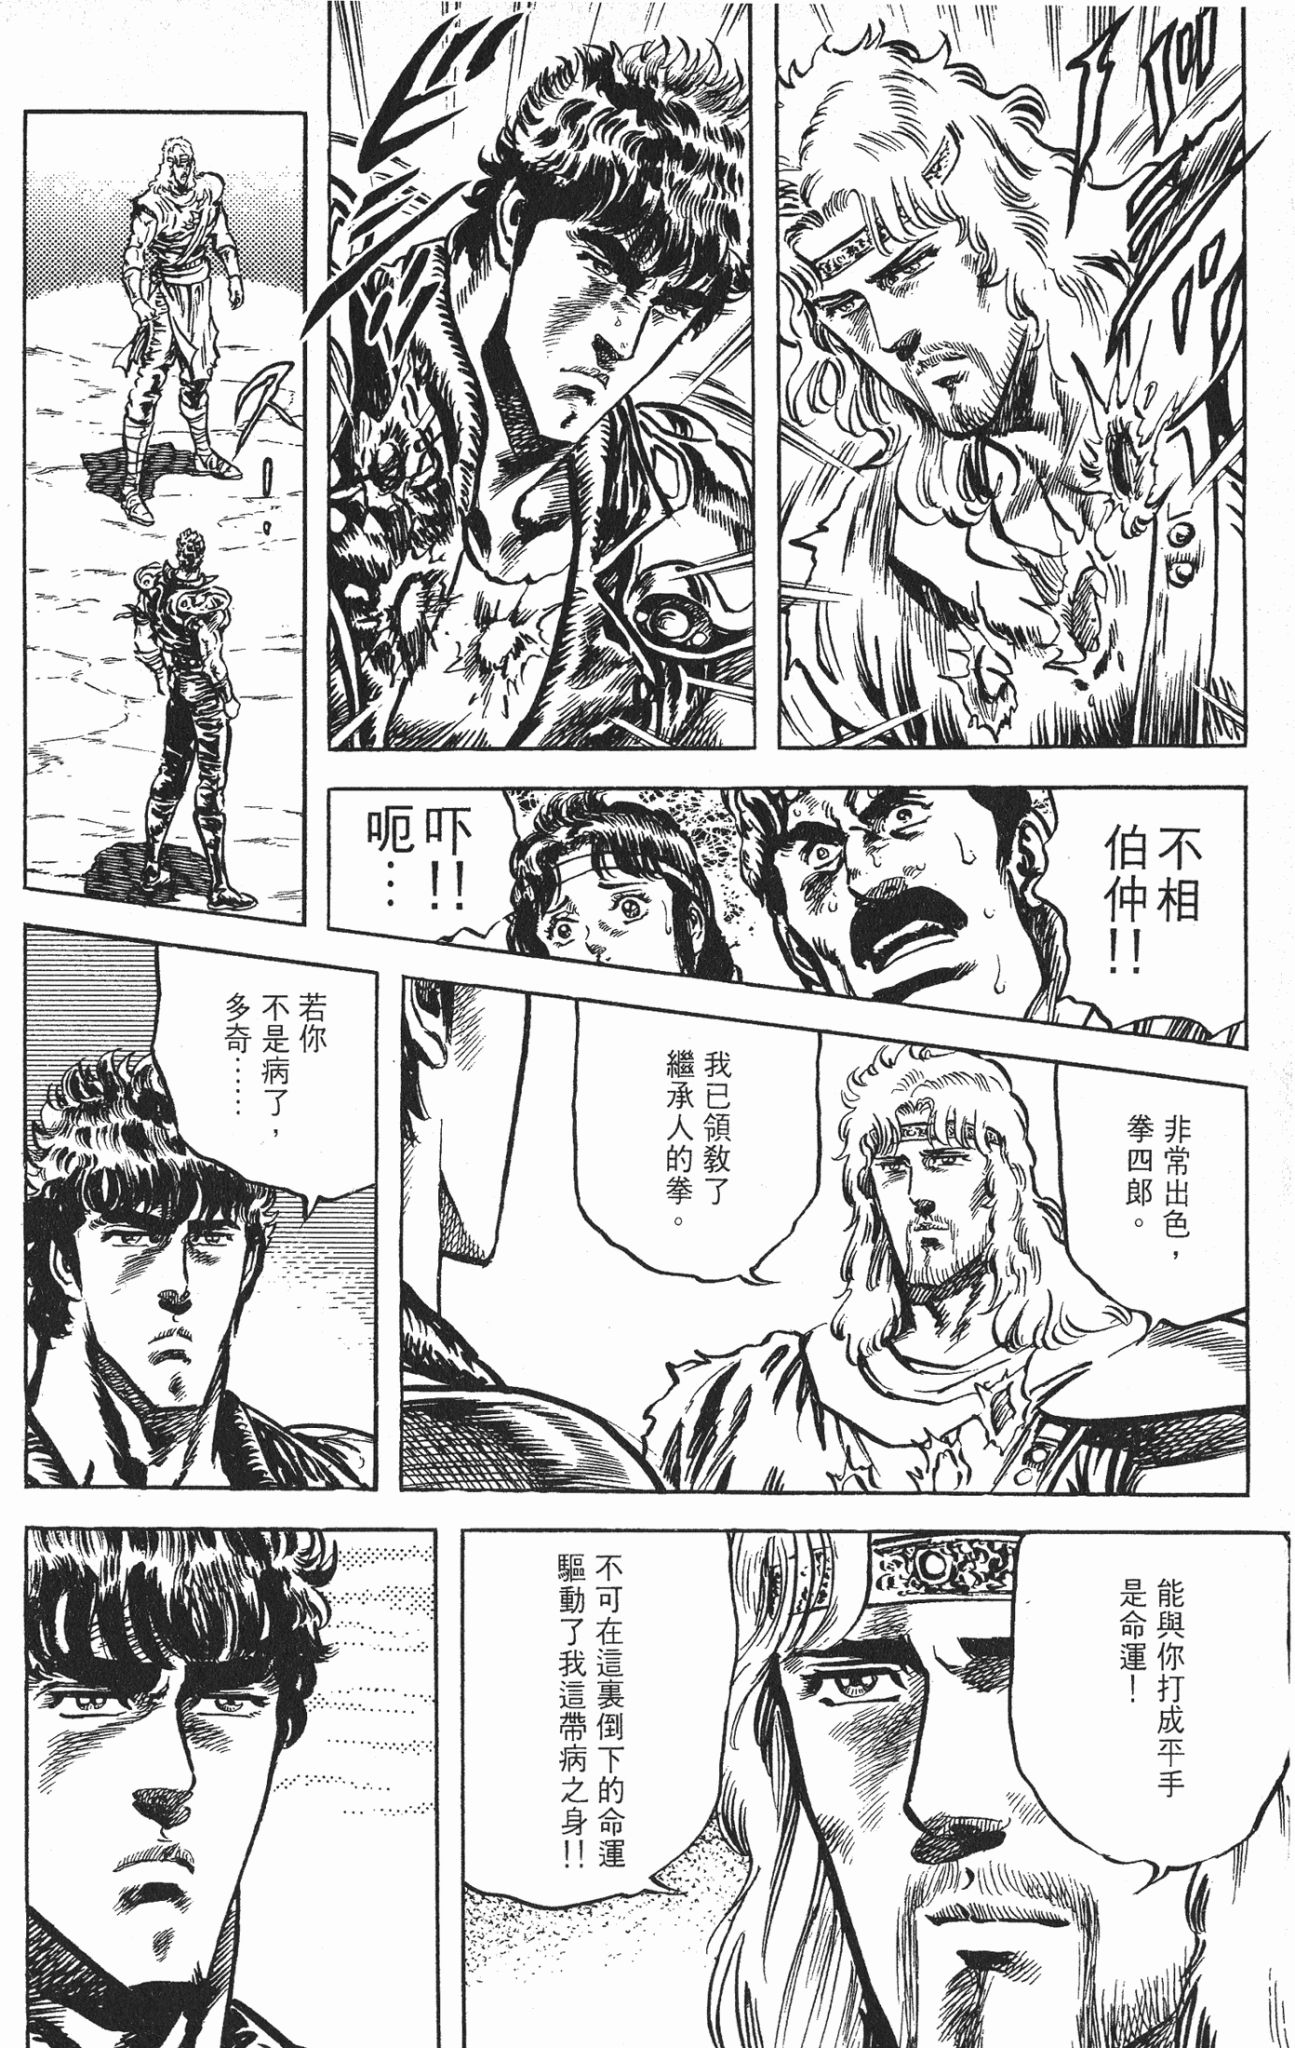 不相
伯仲!!
吓!!
呃…
非常出色，
拳四郎。
我已領教了
繼承人的拳。
若你
不是病了，
多奇……
能與你打成平手
是命運！
不可在這裏倒下的命運
驅動了我這帶病之身!!